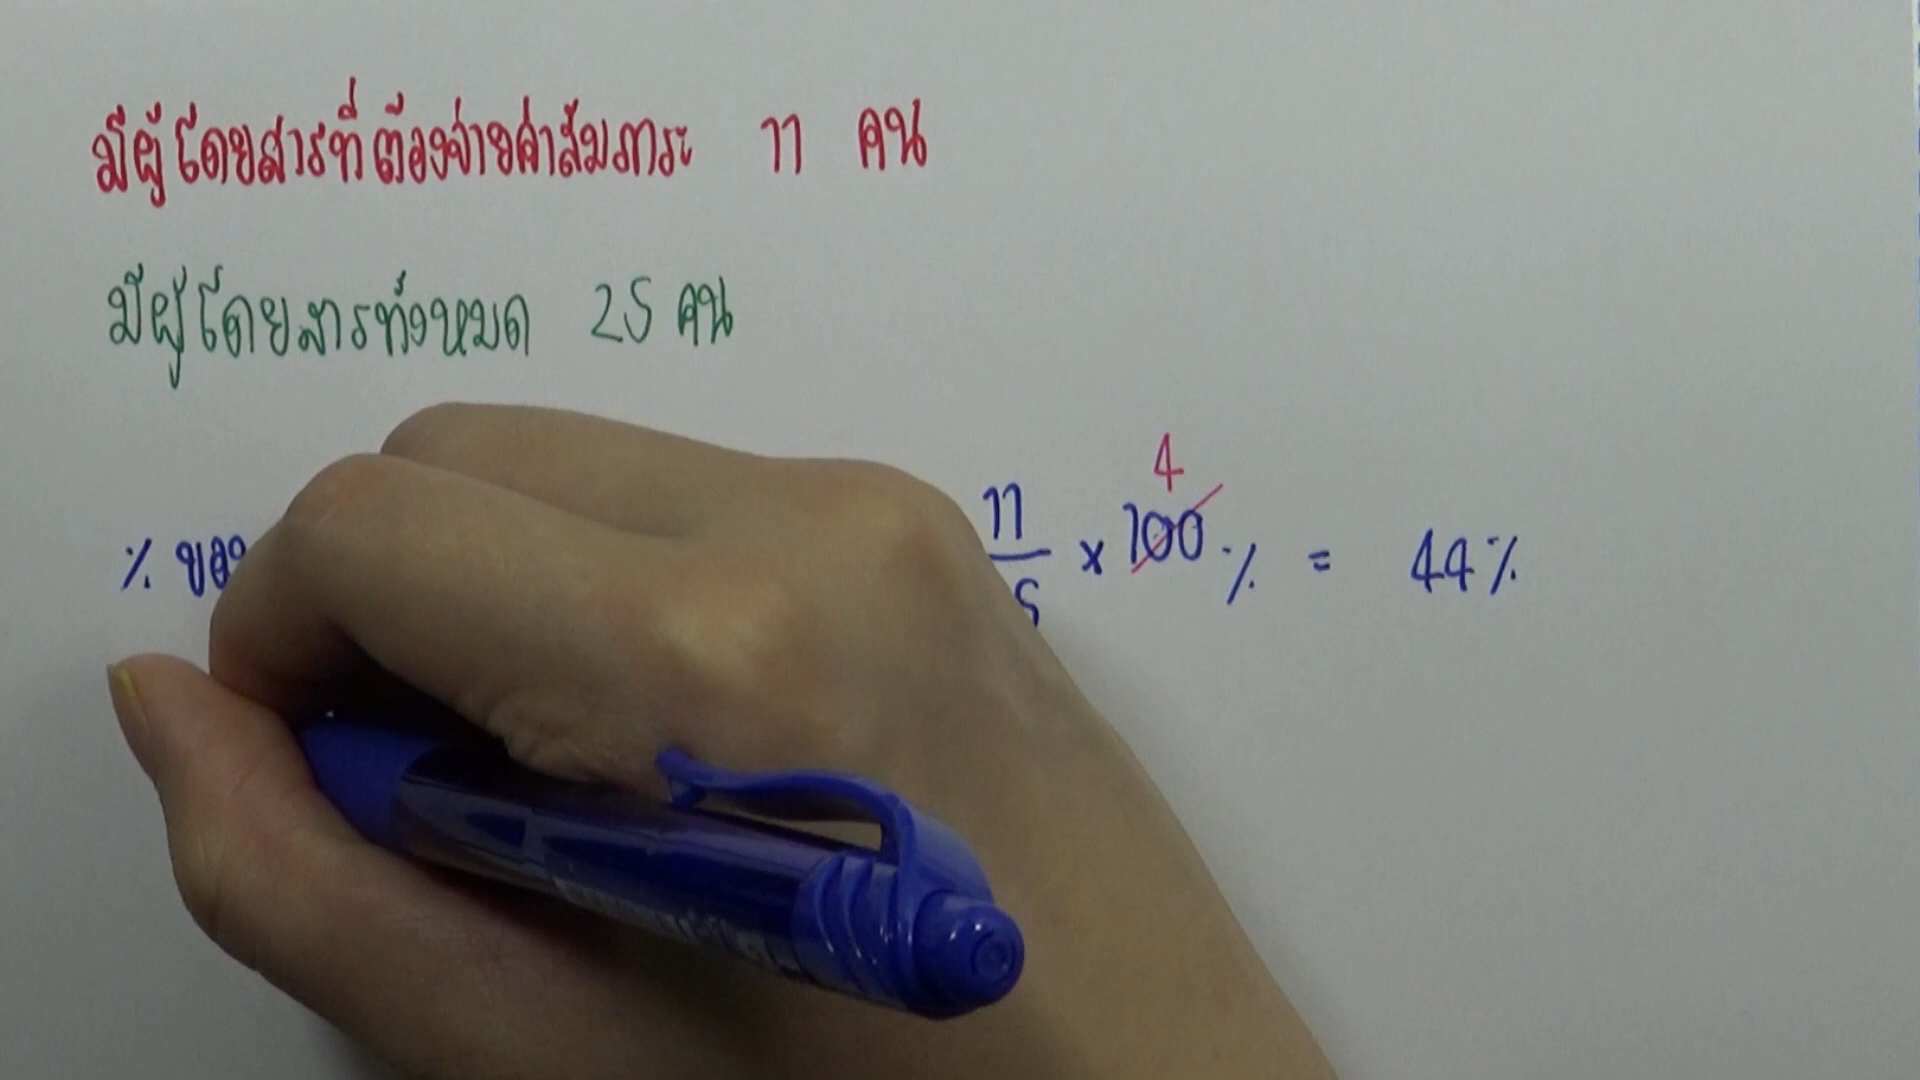 มีผู้โดยสารที่ต้องจ่ายค่าสัมภาระ 11 คน
มีผู้โดยสารทั้งหมด 25 คน
4
% ของ 11 × 100 % = 44 %
5